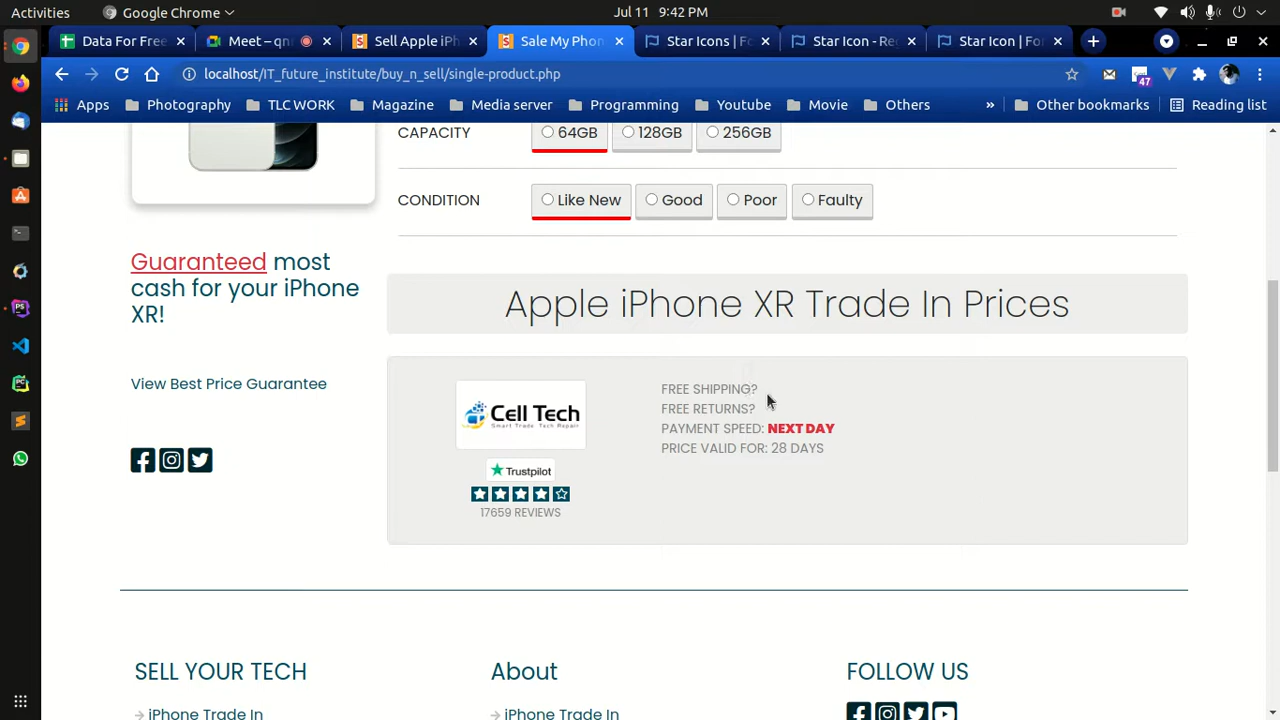 Activities Google Chrome Jul 11 9:42 PM
Data For Free Meet – qn Sell Apple iPh Sale My Phon Star Icons | Fo Star Icon - Re Star Icon | Fon
localhost/IT_future_institute/buy_n_sell/single-product.php 47
Apps Photography TLC WORK Magazine Media server Programming Youtube Movie Others » Other bookmarks Reading list
CAPACITY 64GB 128GB 256GB
CONDITION Like New Good Poor Faulty
Guaranteed most
cash for your iPhone
XR!
View Best Price Guarantee
Apple iPhone XR Trade In Prices
Cell Tech
Smart Trade Tech Repair
Trustpilot
17659 REVIEWS
FREE SHIPPING?
FREE RETURNS?
PAYMENT SPEED: NEXT DAY
PRICE VALID FOR: 28 DAYS
SELL YOUR TECH
iPhone Trade In
About
iPhone Trade In
FOLLOW US